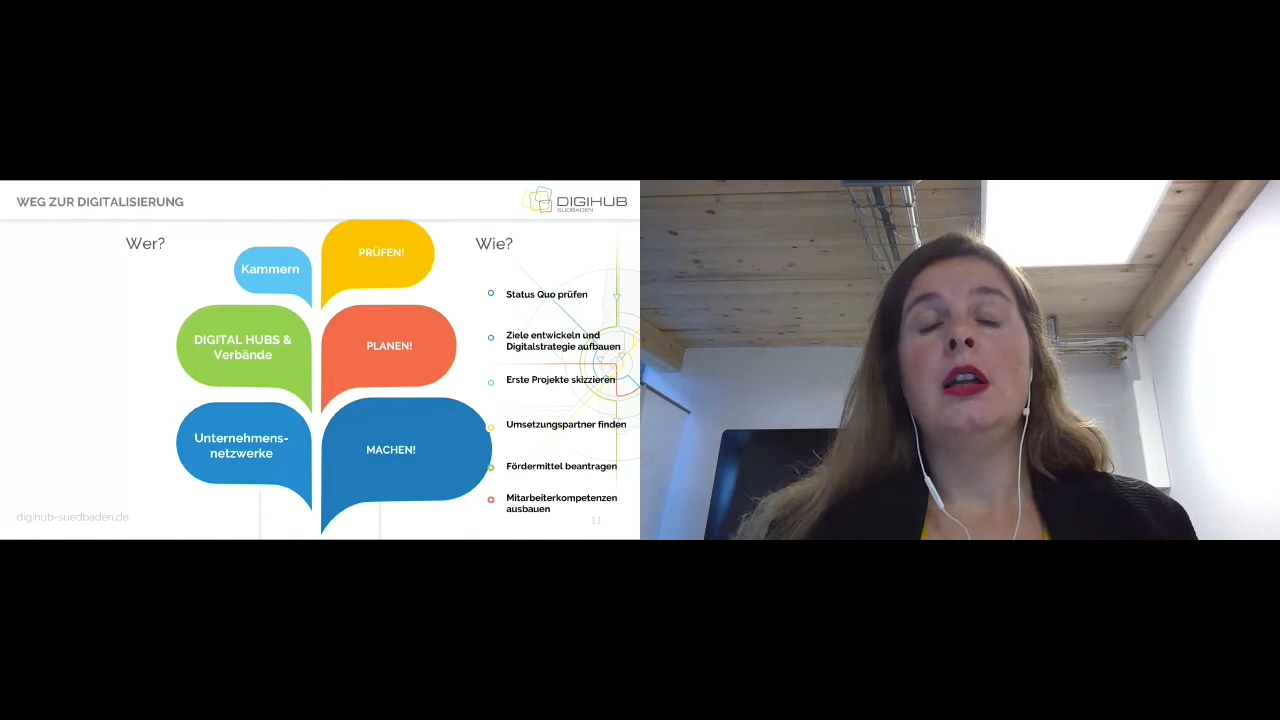 WEG ZUR DIGITALISIERUNG
DIGIHUB
SÜDBADEN
Wer?
Wie?
Kammern
PRÜFEN!
DIGITAL HUBS &
Verbände
PLANEN!
Unternehmens-
netzwerke
MACHEN!
Status Quo prüfen
Ziele entwickeln und
Digitalstrategie aufbauen
Erste Projekte skizzieren
Umsetzungspartner finden
Fördermittel beantragen
Mitarbeiterkompetenzen
ausbauen
digihub-suedbaden.de
11